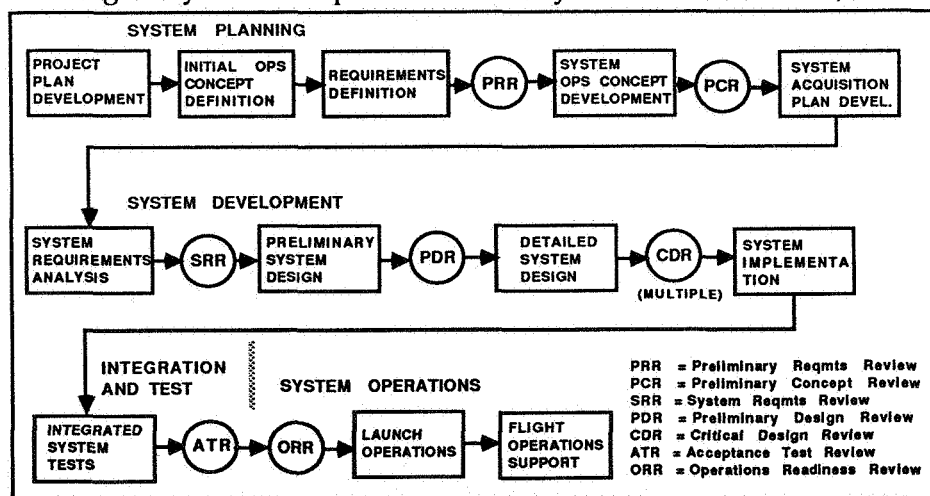 SYSTEM PLANNING
PROJECT
PLAN
DEVELOPMENT
INITIAL OPS
CONCEPT
DEFINITION
REQUIREMENTS
DEFINITION
PRR
SYSTEM
OPS CONCEPT
DEVELOPMENT
PCR
SYSTEM
ACQUISITION
PLAN DEVEL.
SYSTEM DEVELOPMENT
SYSTEM
REQUIREMENTS
ANALYSIS
SRR
PRELIMINARY
SYSTEM
DESIGN
PDR
DETAILED
SYSTEM
DESIGN
CDR
(MULTIPLE)
SYSTEM
IMPLEMENTA
TION
INTEGRATION
AND TEST
SYSTEM OPERATIONS
INTEGRATED
SYSTEM
TESTS
ATR
ORR
LAUNCH
OPERATIONS
FLIGHT
OPERATIONS
SUPPORT
PRR = Preliminary Reqmts Review
PCR = Preliminary Concept Review
SRR = System Reqmts Review
PDR = Preliminary Design Review
CDR = Critical Design Review
ATR = Acceptance Test Review
ORR = Operations Readiness Review